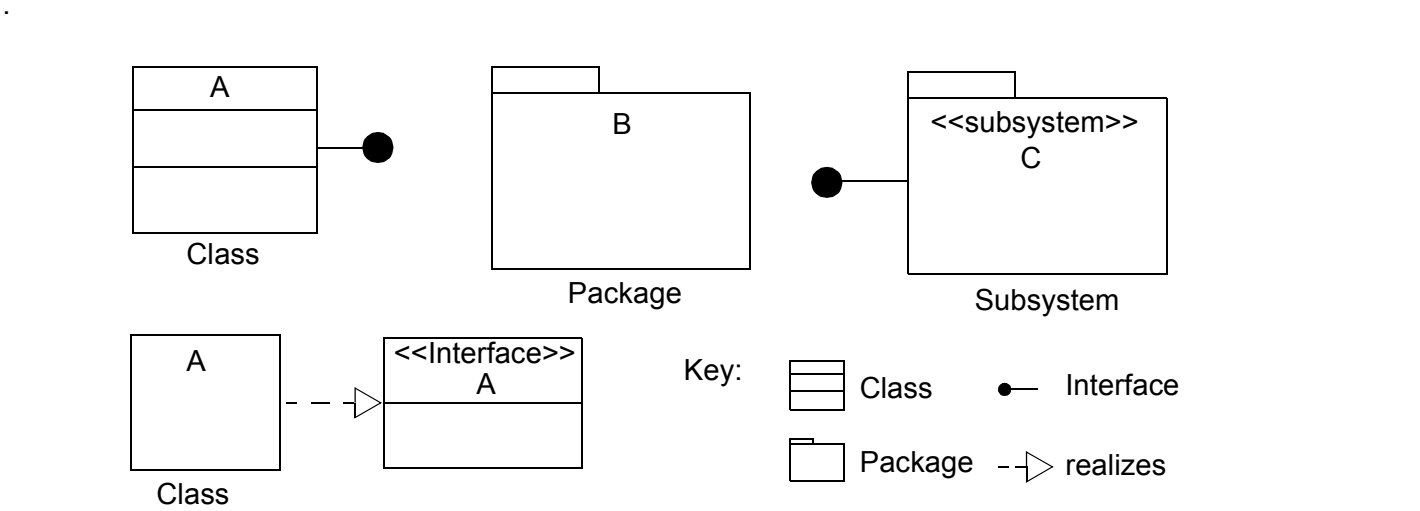 .
A
Class
B
Package
<<subsystem>>
C
Subsystem
A
Class
<<Interface>>
A
Key:
Class
Interface
Package
realizes